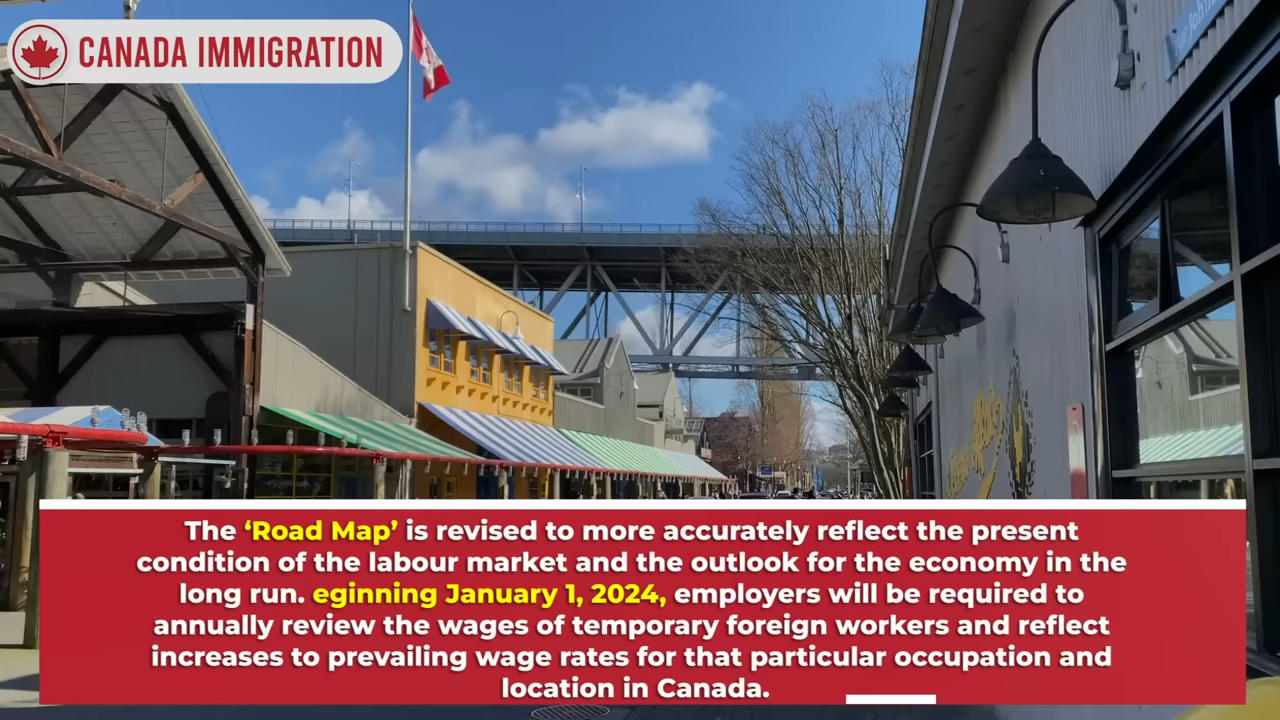 CANADA IMMIGRATION
The ‘Road Map’ is revised to more accurately reflect the present
condition of the labour market and the outlook for the economy in the
long run. eginning January 1, 2024, employers will be required to
annually review the wages of temporary foreign workers and reflect
increases to prevailing wage rates for that particular occupation and
location in Canada.